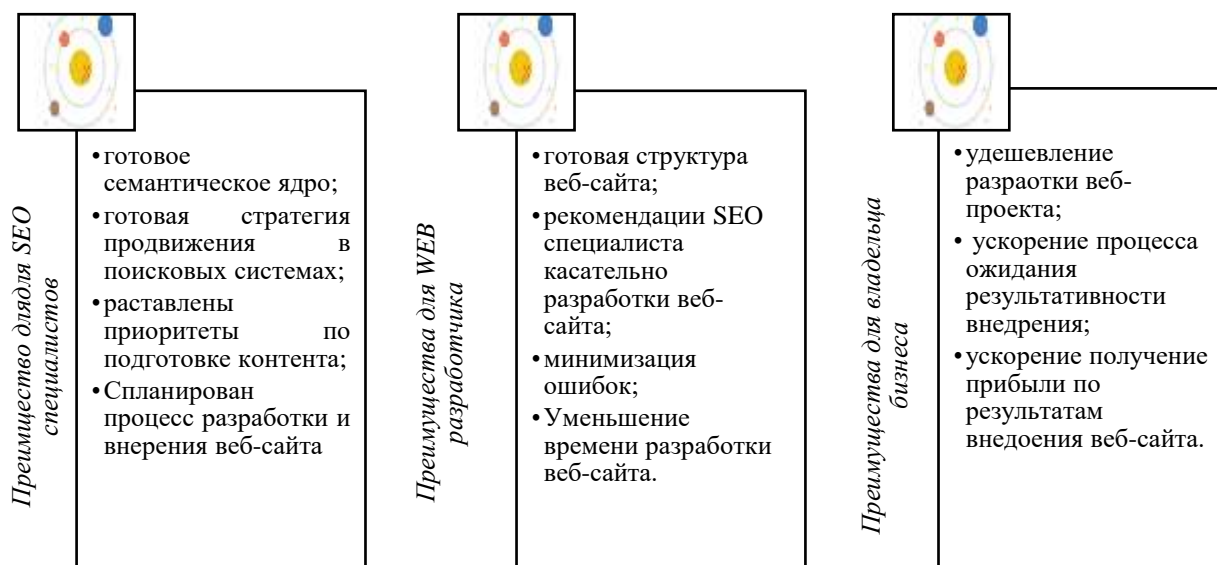 Преимщество длядля SEO
специалистов
•готовое
семантическое ядро;
•готовая стратегия
продвижения в
поисковых системах;
•раставлены
приоритеты по
подготовке контента;
•Спланирован
процесс разработки и
внерения веб-сайта
Преимущества для WEB
разработчика
•готовая структура
веб-сайта;
•рекомендации SEO
специалиста
касательно
разработки веб-
сайта;
•минимизация
ошибок;
•Уменьшение
времени разработки
веб-сайта.
Преимущества для владельца
бизнеса
•удешевление
разраотки веб-
проекта;
• ускорение процесса
ожидания
результативности
внедрения;
•ускорение получение
прибыли по
результатам
внедоения веб-сайта.